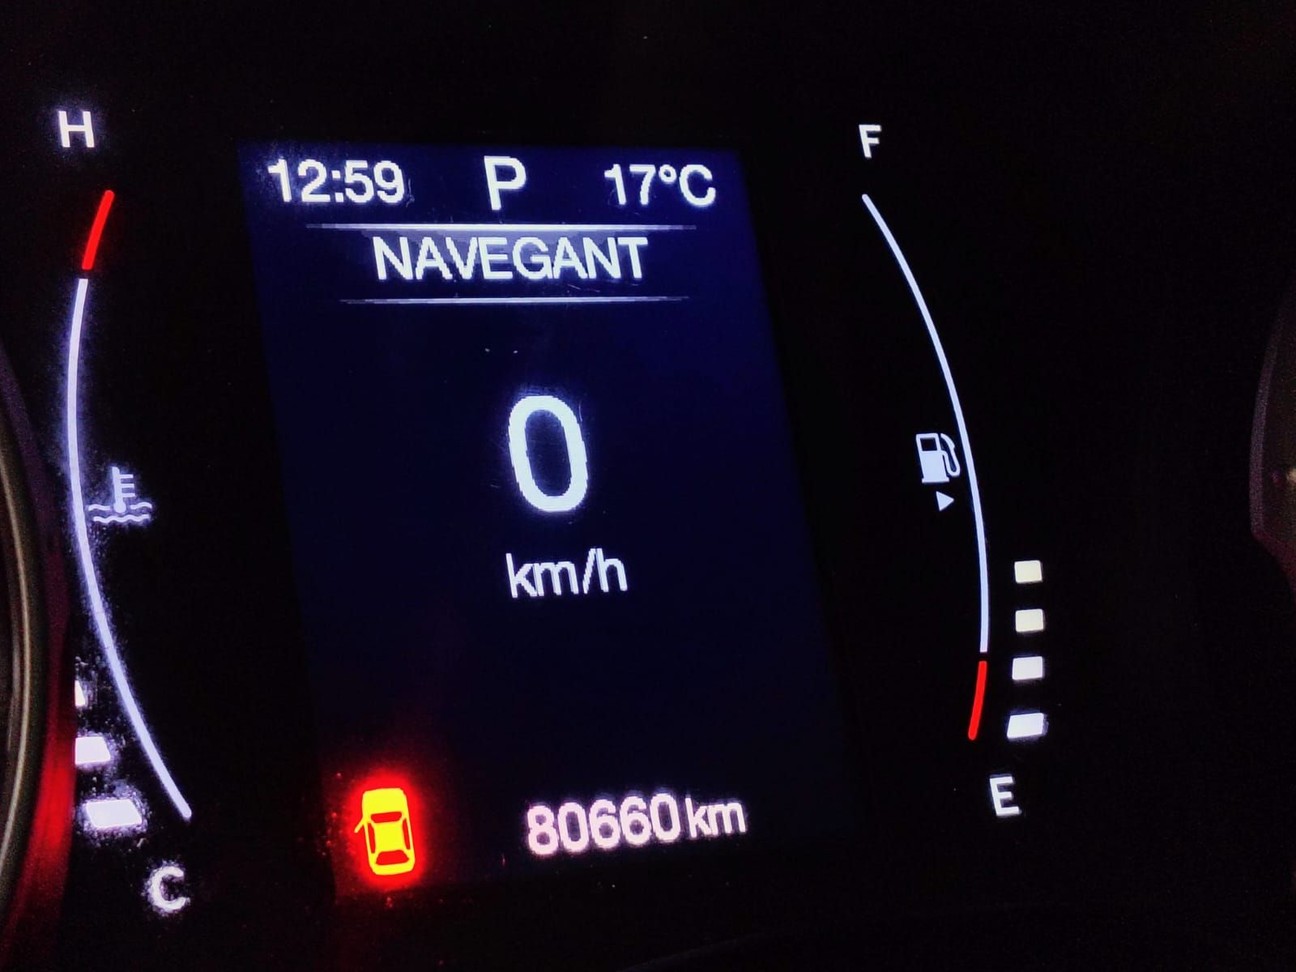 H
F
12:59 P 17°C
NAVEGANT
0
km/h
80660 km
E
C